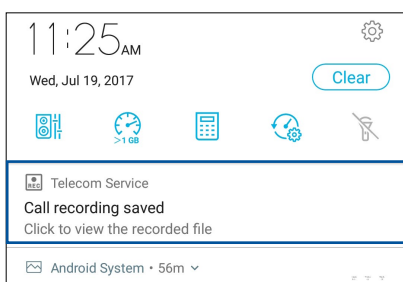 11:25AM
Wed, Jul 19, 2017
Clear
>1 GB
REC Telecom Service
Call recording saved
Click to view the recorded file
Android System • 56m